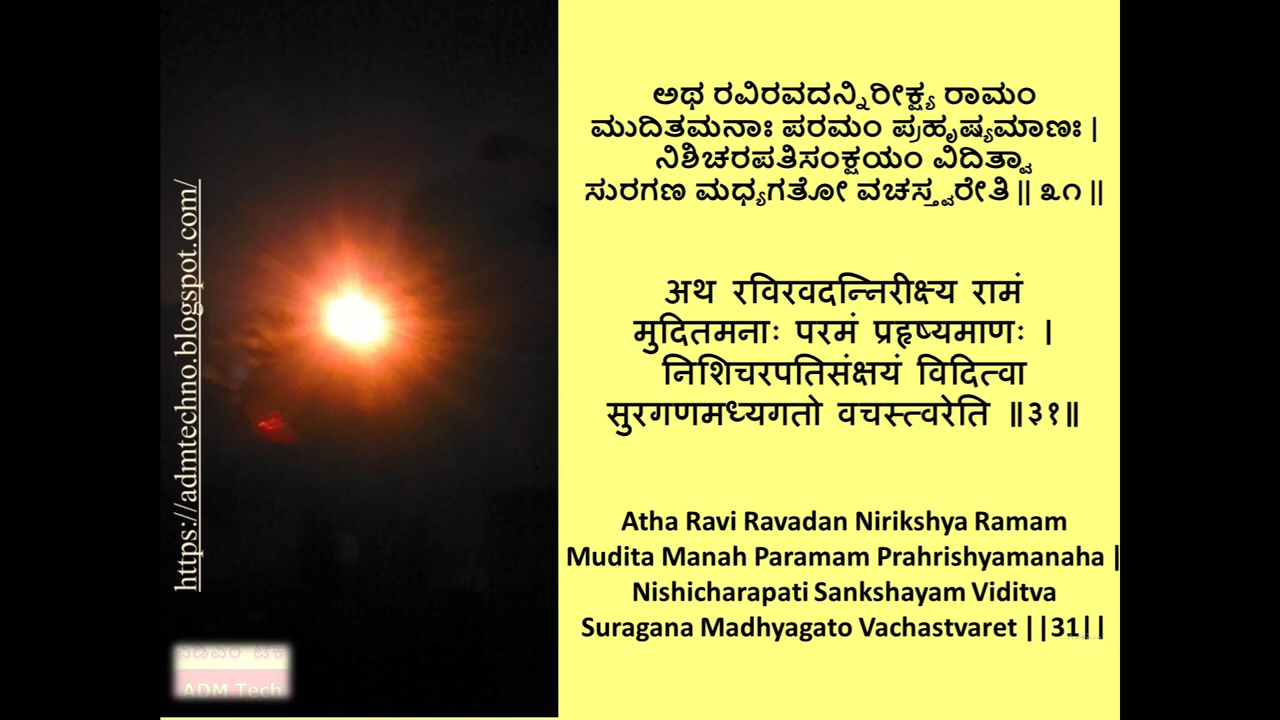 https://admtechno.blogspot.com/
ADM Tech
ಅಥ ರವಿರವದನ್ನಿರೀಕ್ಷ್ಯ ರಾಮಂ
ಮುದಿತಮನಾಃ ಪರಮಂ ಪ್ರಹೃಷ್ಯಮಾಣಃ |
ನಿಶಿಚರಪತಿಸಂಕ್ಷಯಂ ವಿದಿತ್ವಾ
ಸುರಗಣ ಮಧ್ಯಗತೋ ವಚಸ್ತ್ವರೇತಿ || ೩೧ ||
अथ रविरवदन्निरीक्ष्य रामं
मुदितमनाः परमं प्रहृष्यमाणः ।
निशिचरपतिसंक्षयं विदित्वा
सुरगणमध्यगतो वचस्त्वरेति ॥३१॥
Atha Ravi Ravadan Nirikshya Ramam
Mudita Manah Paramam Prahrishyamanaha |
Nishicharapati Sankshayam Viditva
Suragana Madhyagato Vachastvaret ||31||